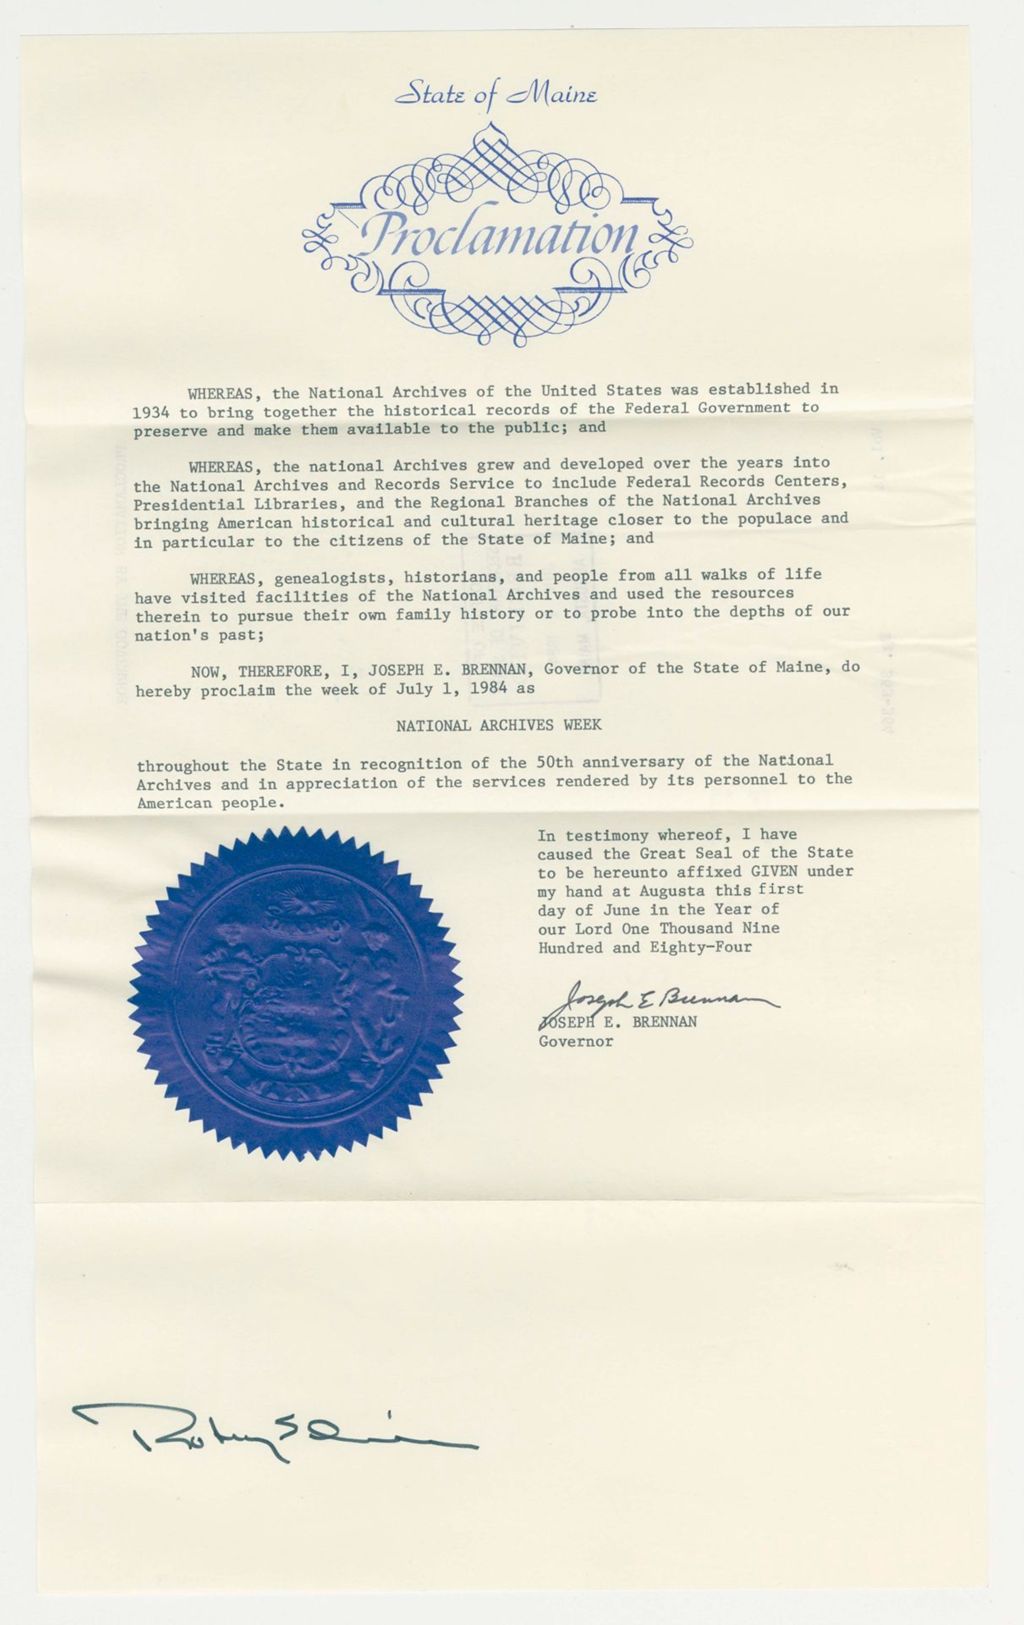 State of Maine
Proclamation
WHEREAS, the National Archives of the United States was established in
1934 to bring together the historical records of the Federal Government to
preserve and make them available to the public; and
WHEREAS, the national Archives grew and developed over the years into
the National Archives and Records Service to include Federal Records Centers,
Presidential Libraries, and the Regional Branches of the National Archives
bringing American historical and cultural heritage closer to the populace and
in particular to the citizens of the State of Maine; and
WHEREAS, genealogists, historians, and people from all walks of life
have visited facilities of the National Archives and used the resources
therein to pursue their own family history or to probe into the depths of our
nation's past;
NOW, THEREFORE, I, JOSEPH E. BRENNAN, Governor of the State of Maine, do
hereby proclaim the week of July 1, 1984 as
NATIONAL ARCHIVES WEEK
throughout the State in recognition of the 50th anniversary of the National
Archives and in appreciation of the services rendered by its personnel to the
American people.
In testimony whereof, I have
caused the Great Seal of the State
to be hereunto affixed GIVEN under
my hand at Augusta this first
day of June in the Year of
our Lord One Thousand Nine
Hundred and Eighty-Four
Joseph E Brennan
JOSEPH E. BRENNAN
Governor